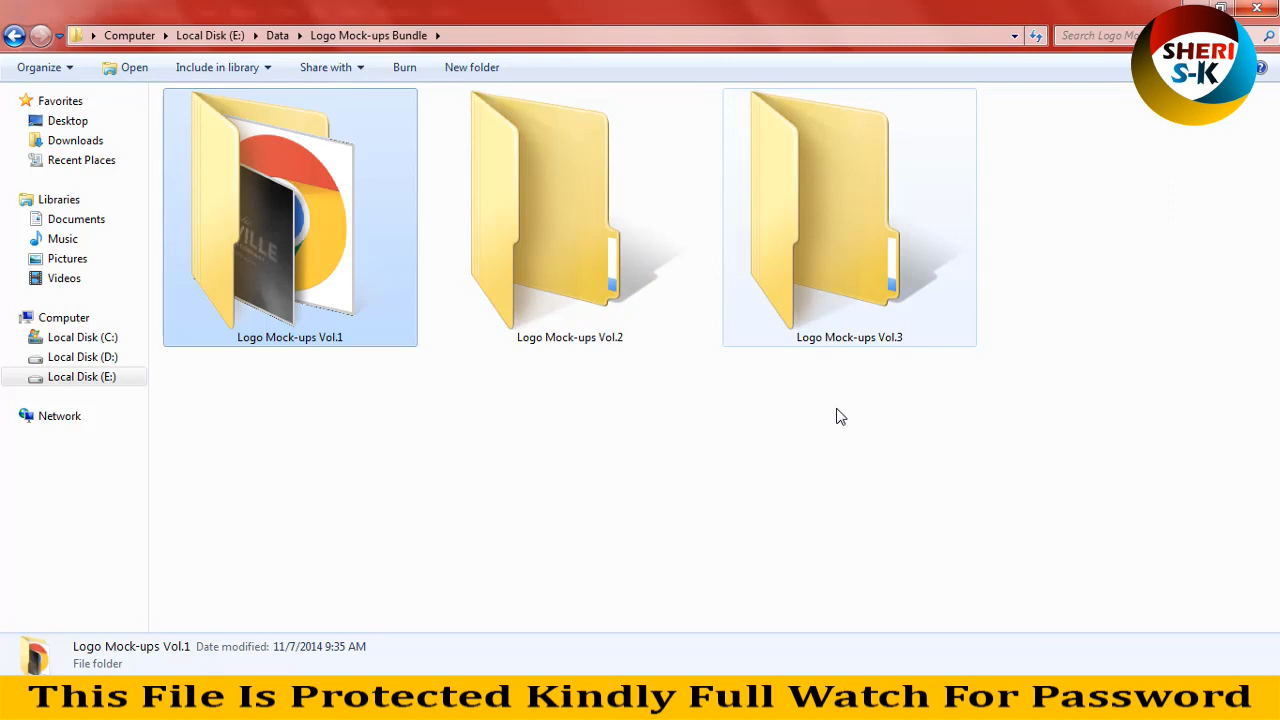 Computer Local Disk (E:) Data Logo Mock-ups Bundle
Search Logo Mo
SHERI
S-K
Organize Open Include in library Share with Burn New folder
Favorites
Desktop
Downloads
Recent Places
Libraries
Documents
Music
Pictures
Videos
Computer
Local Disk (C:)
Local Disk (D:)
Local Disk (E:)
Network
VILLE
Logo Mock-ups Vol.1
Logo Mock-ups Vol.2
Logo Mock-ups Vol.3
Logo Mock-ups Vol.1 Date modified: 11/7/2014 9:35 AM
File folder
This File Is Protected Kindly Full Watch For Password